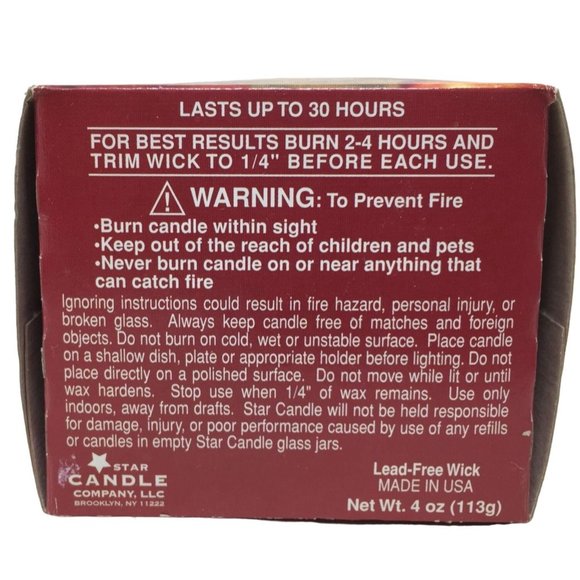 LASTS UP TO 30 HOURS
FOR BEST RESULTS BURN 2-4 HOURS AND
TRIM WICK TO 1/4" BEFORE EACH USE.
WARNING: To Prevent Fire
•Burn candle within sight
•Keep out of the reach of children and pets
•Never burn candle on or near anything that
can catch fire
Ignoring instructions could result in fire hazard, personal injury, or
broken glass. Always keep candle free of matches and foreign
objects. Do not burn on cold, wet or unstable surface. Place candle
on a shallow dish, plate or appropriate holder before lighting. Do not
place directly on a polished surface. Do not move while lit or until
wax hardens. Stop use when 1/4" of wax remains. Use only
indoors, away from drafts. Star Candle will not be held responsible
for damage, injury, or poor performance caused by use of any refills
or candles in empty Star Candle glass jars.
STAR
CANDLE
COMPANY, LLC
BROOKLYN, NY 11222
Lead-Free Wick
MADE IN USA
Net Wt. 4 oz (113g)